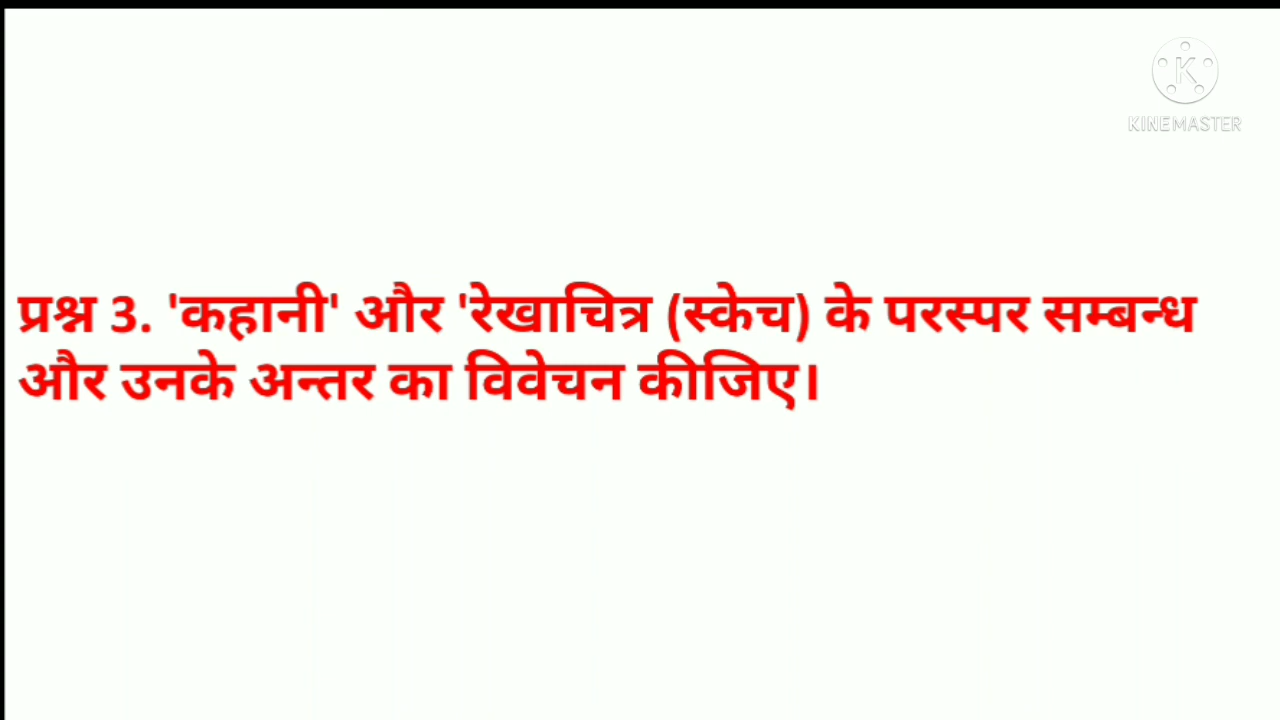 KINEMASTER
प्रश्न 3. 'कहानी' और 'रेखाचित्र (स्केच) के परस्पर सम्बन्ध
और उनके अन्तर का विवेचन कीजिए।